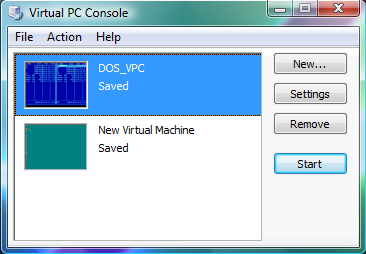 Virtual PC Console
File Action Help
DOS_VPC
Saved
New Virtual Machine
Saved
New...
Settings
Remove
Start